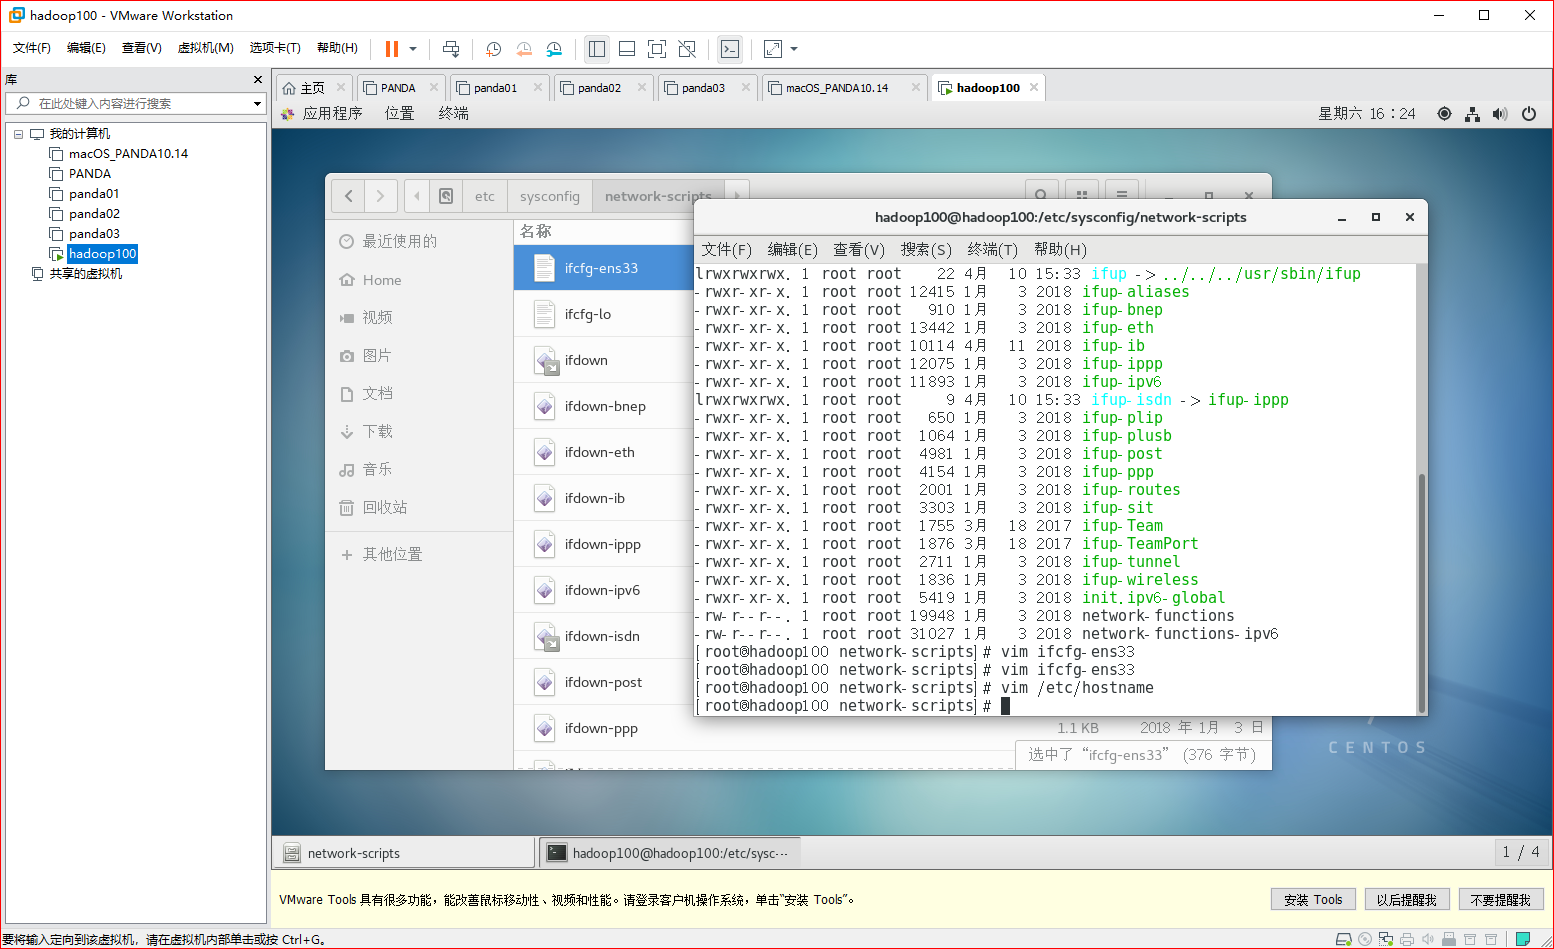 hadoop100 - VMware Workstation
文件(F) 编辑(E) 查看(V) 虚拟机(M) 选项卡(T) 帮助(H)
库
在此处键入内容进行搜索
我的计算机
macOS_PANDA10.14
PANDA
panda01
panda02
panda03
hadoop100
共享的虚拟机
主页 PANDA panda01 panda02 panda03 macOS_PANDA10.14 hadoop100
应用程序 位置 终端 星期六 16：24
etc sysconfig network-scripts
最近使用的
Home
视频
图片
文档
下载
音乐
回收站
其他位置
名称
ifcfg-ens33
ifcfg-lo
ifdown
ifdown-bnep
ifdown-eth
ifdown-ib
ifdown-ippp
ifdown-ipv6
ifdown-isdn
ifdown-post
ifdown-ppp
1.1 KB 2018 年 1月 3 日
选中了“ifcfg-ens33” (376 字节)
hadoop100@hadoop100:/etc/sysconfig/network-scripts
文件(F) 编辑(E) 查看(V) 搜索(S) 终端(T) 帮助(H)
lrwxrwxrwx. 1 root root 22 4月 10 15:33 ifup -> ../../../usr/sbin/ifup
-rwxr-xr-x. 1 root root 12415 1月 3 2018 ifup-aliases
-rwxr-xr-x. 1 root root 910 1月 3 2018 ifup-bnep
-rwxr-xr-x. 1 root root 13442 1月 3 2018 ifup-eth
-rwxr-xr-x. 1 root root 10114 4月 11 2018 ifup-ib
-rwxr-xr-x. 1 root root 12075 1月 3 2018 ifup-ippp
-rwxr-xr-x. 1 root root 11893 1月 3 2018 ifup-ipv6
lrwxrwxrwx. 1 root root 9 4月 10 15:33 ifup-isdn -> ifup-ippp
-rwxr-xr-x. 1 root root 650 1月 3 2018 ifup-plip
-rwxr-xr-x. 1 root root 1064 1月 3 2018 ifup-plusb
-rwxr-xr-x. 1 root root 4981 1月 3 2018 ifup-post
-rwxr-xr-x. 1 root root 4154 1月 3 2018 ifup-ppp
-rwxr-xr-x. 1 root root 2001 1月 3 2018 ifup-routes
-rwxr-xr-x. 1 root root 3303 1月 3 2018 ifup-sit
-rwxr-xr-x. 1 root root 1755 3月 18 2017 ifup-Team
-rwxr-xr-x. 1 root root 1876 3月 18 2017 ifup-TeamPort
-rwxr-xr-x. 1 root root 2711 1月 3 2018 ifup-tunnel
-rwxr-xr-x. 1 root root 1836 1月 3 2018 ifup-wireless
-rwxr-xr-x. 1 root root 5419 1月 3 2018 init.ipv6-global
-rw-r--r--. 1 root root 19948 1月 3 2018 network-functions
-rw-r--r--. 1 root root 31027 1月 3 2018 network-functions-ipv6
[root@hadoop100 network-scripts]# vim ifcfg-ens33
[root@hadoop100 network-scripts]# vim ifcfg-ens33
[root@hadoop100 network-scripts]# vim /etc/hostname
[root@hadoop100 network-scripts]#
CENTOS
network-scripts hadoop100@hadoop100:/etc/sysc··· 1 / 4
VMware Tools 具有很多功能，能改善鼠标移动性、视频和性能。请登录客户机操作系统，单击“安装 Tools”。 安装 Tools 以后提醒我 不要提醒我
要将输入定向到该虚拟机，请在虚拟机内部单击或按 Ctrl+G。